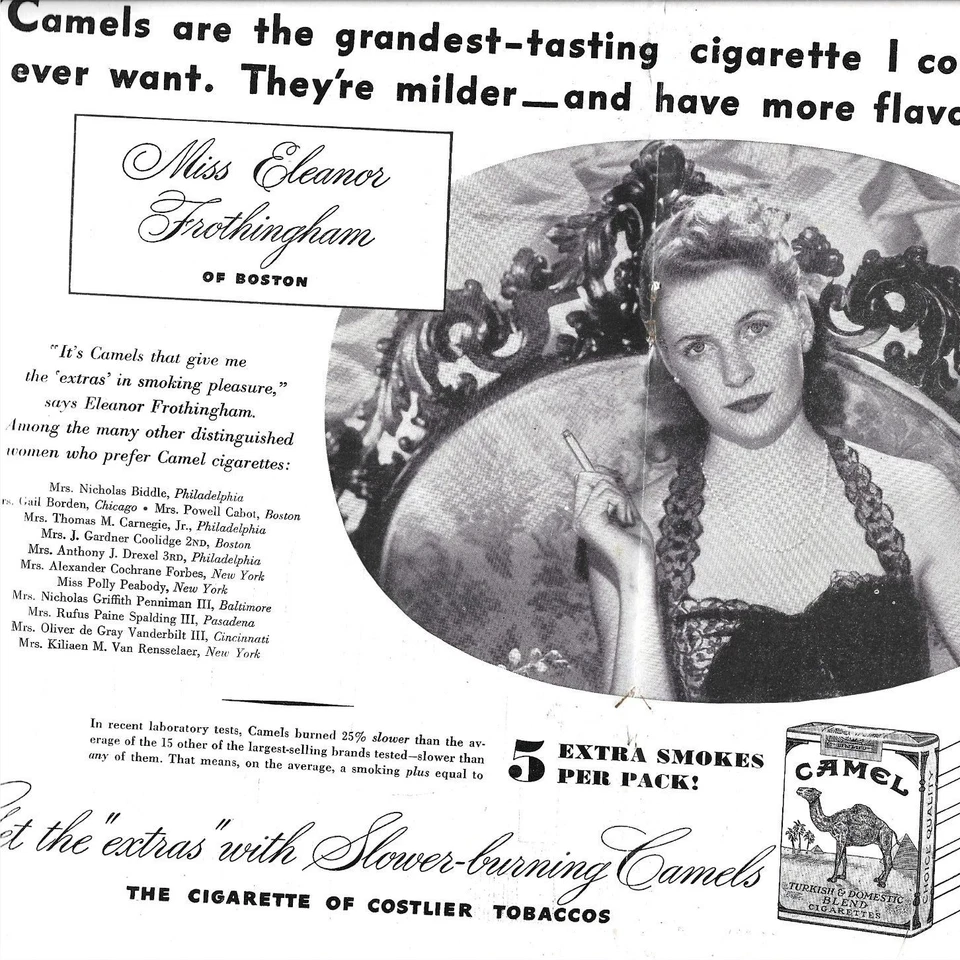 Camels are the grandest-tasting cigarette I co
ever want. They're milder—and have more flavo
Miss Eleanor
Frothingham
OF BOSTON
"It's Camels that give me
the 'extras' in smoking pleasure,"
says Eleanor Frothingham.
Among the many other distinguished
women who prefer Camel cigarettes:
Mrs. Nicholas Biddle, Philadelphia
rs. Gail Borden, Chicago • Mrs. Powell Cabot, Boston
Mrs. Thomas M. Carnegie, Jr., Philadelphia
Mrs. J. Gardner Coolidge 2ND, Boston
Mrs. Anthony J. Drexel 3RD, Philadelphia
Mrs. Alexander Cochrane Forbes, New York
Miss Polly Peabody, New York
Mrs. Nicholas Griffith Penniman III, Baltimore
Mrs. Rufus Paine Spalding III, Pasadena
Mrs. Oliver de Gray Vanderbilt III, Cincinnati
Mrs. Kiliaen M. Van Rensselaer, New York
In recent laboratory tests, Camels burned 25% slower than the av-
erage of the 15 other of the largest-selling brands tested—slower than
any of them. That means, on the average, a smoking plus equal to
5 EXTRA SMOKES
PER PACK!
CAMEL
TURKISH & DOMESTIC
BLEND
CIGARETTES
CHOICE QUALITY
et the "extras" with Slower-burning Camels
THE CIGARETTE OF COSTLIER TOBACCOS